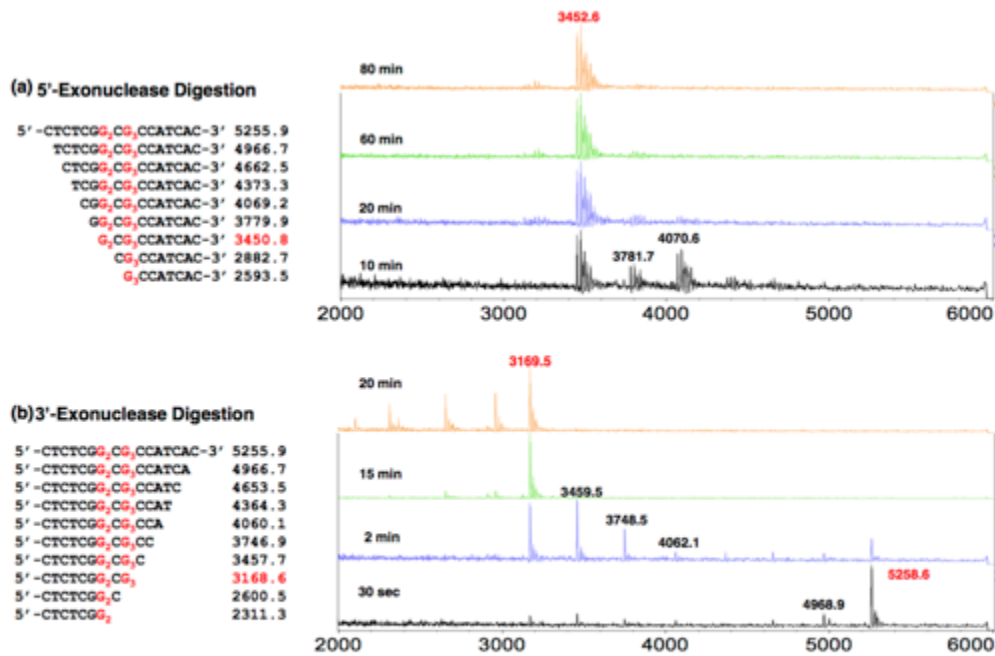 (a) 5'-Exonuclease Digestion
5'-CTCTCGG₂CG₃CCATCAC-3' 5255.9
TCTCGG₂CG₃CCATCAC-3' 4966.7
CTCGG₂CG₃CCATCAC-3' 4662.5
TCGG₂CG₃CCATCAC-3' 4373.3
CGG₂CG₃CCATCAC-3' 4069.2
GG₂CG₃CCATCAC-3' 3779.9
G₂CG₃CCATCAC-3' 3450.8
CG₃CCATCAC-3' 2882.7
G₃CCATCAC-3' 2593.5
3452.6
80 min
60 min
20 min
10 min
3781.7
4070.6
2000 3000 4000 5000 6000
(b)3'-Exonuclease Digestion
5'-CTCTCGG₂CG₃CCATCAC-3' 5255.9
5'-CTCTCGG₂CG₃CCATCA 4966.7
5'-CTCTCGG₂CG₃CCATC 4653.5
5'-CTCTCGG₂CG₃CCAT 4364.3
5'-CTCTCGG₂CG₃CCA 4060.1
5'-CTCTCGG₂CG₃CC 3746.9
5'-CTCTCGG₂CG₃C 3457.7
5'-CTCTCGG₂CG₃ 3168.6
5'-CTCTCGG₂C 2600.5
5'-CTCTCGG₂ 2311.3
3169.5
20 min
15 min
3459.5
3748.5
2 min
4062.1
5258.6
30 sec
4968.9
2000 3000 4000 5000 6000